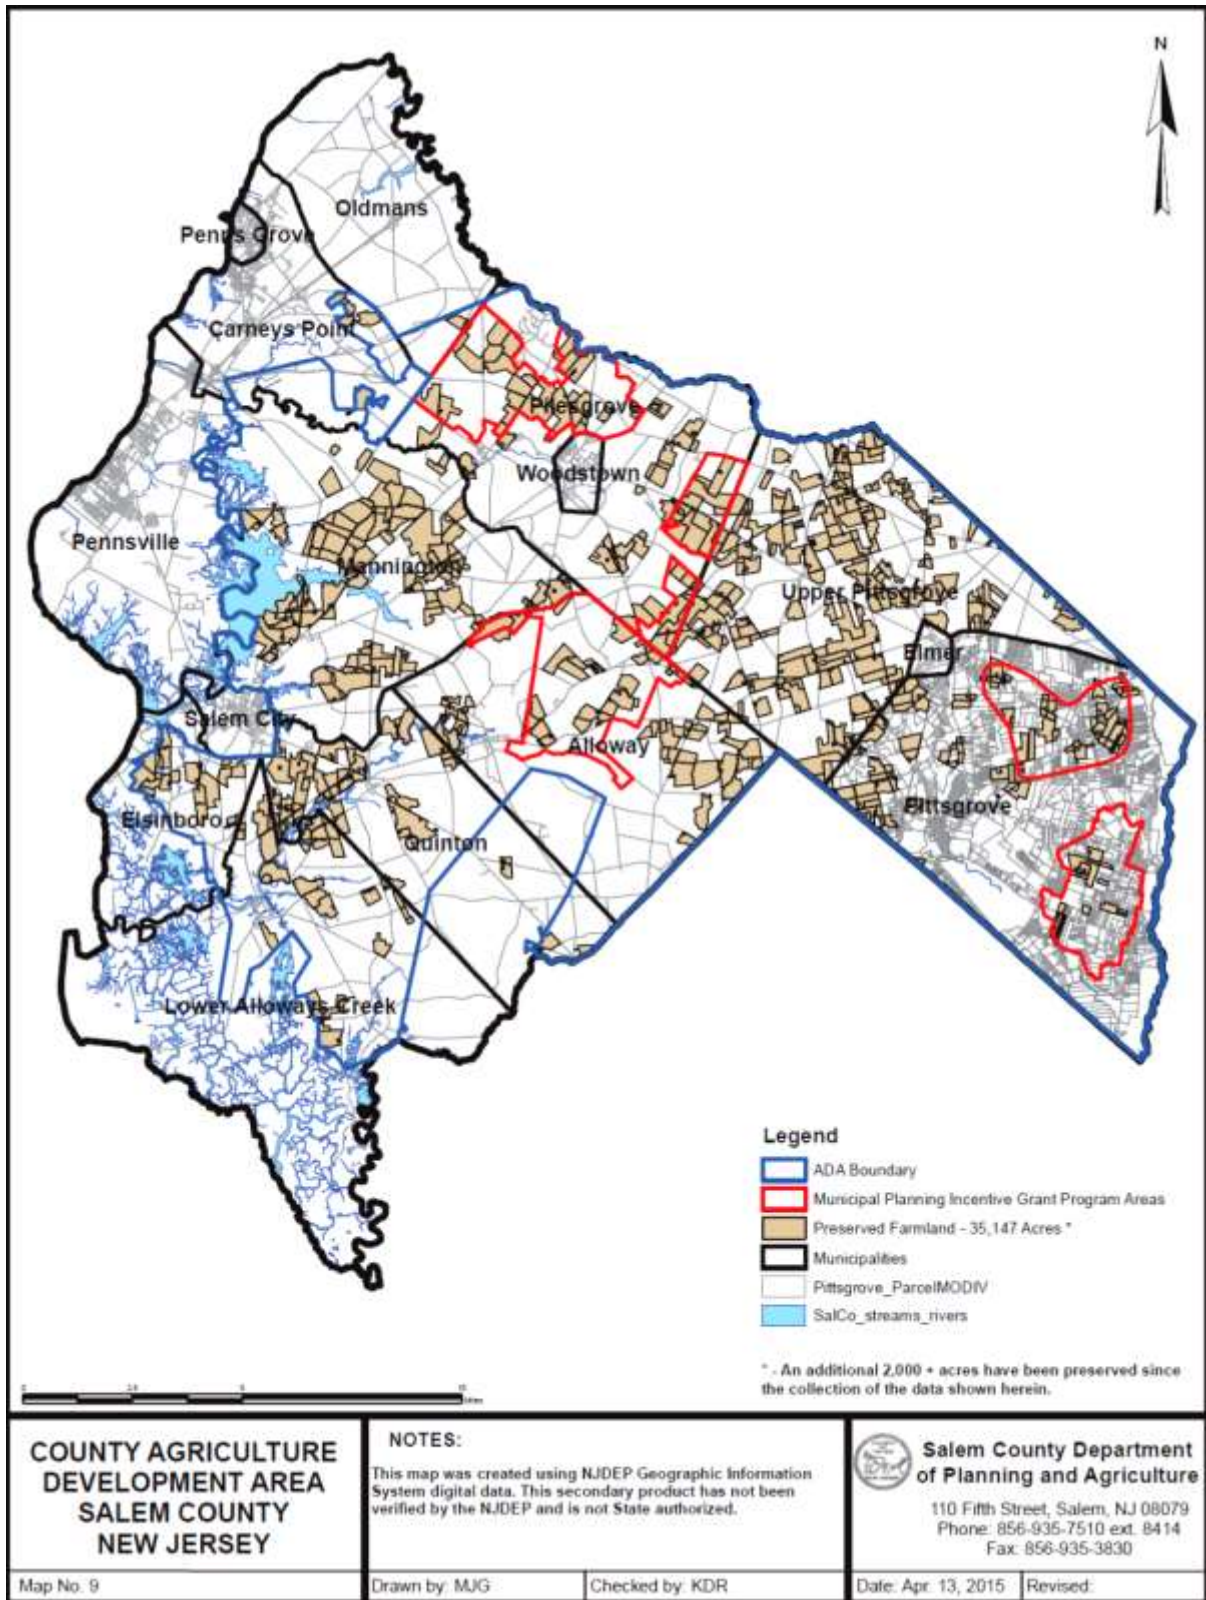 N
Oldmans
Penns Grove
Carneys Point
Pilesgrove
Woodstown
Pennsville
Mannington
Upper Pittsgrove
Elmer
Salem City
Alloway
Pittsgrove
Elsinboro
Quinton
Lower Alloways Creek
Legend
ADA Boundary
Municipal Planning Incentive Grant Program Areas
Preserved Farmland - 35,147 Acres *
Municipalities
Pittsgrove_ParcelMODIV
SalCo_streams_rivers
* - An additional 2,000 + acres have been preserved since
the collection of the data shown herein.
0 2.5 5 10
Miles
COUNTY AGRICULTURE
DEVELOPMENT AREA
SALEM COUNTY
NEW JERSEY
Map No. 9
NOTES:
This map was created using NJDEP Geographic Information
System digital data. This secondary product has not been
verified by the NJDEP and is not State authorized.
Drawn by: MJG
Checked by: KDR
Salem County Department
of Planning and Agriculture
110 Fifth Street, Salem, NJ 08079
Phone: 856-935-7510 ext. 8414
Fax: 856-935-3830
Date: Apr. 13, 2015
Revised: